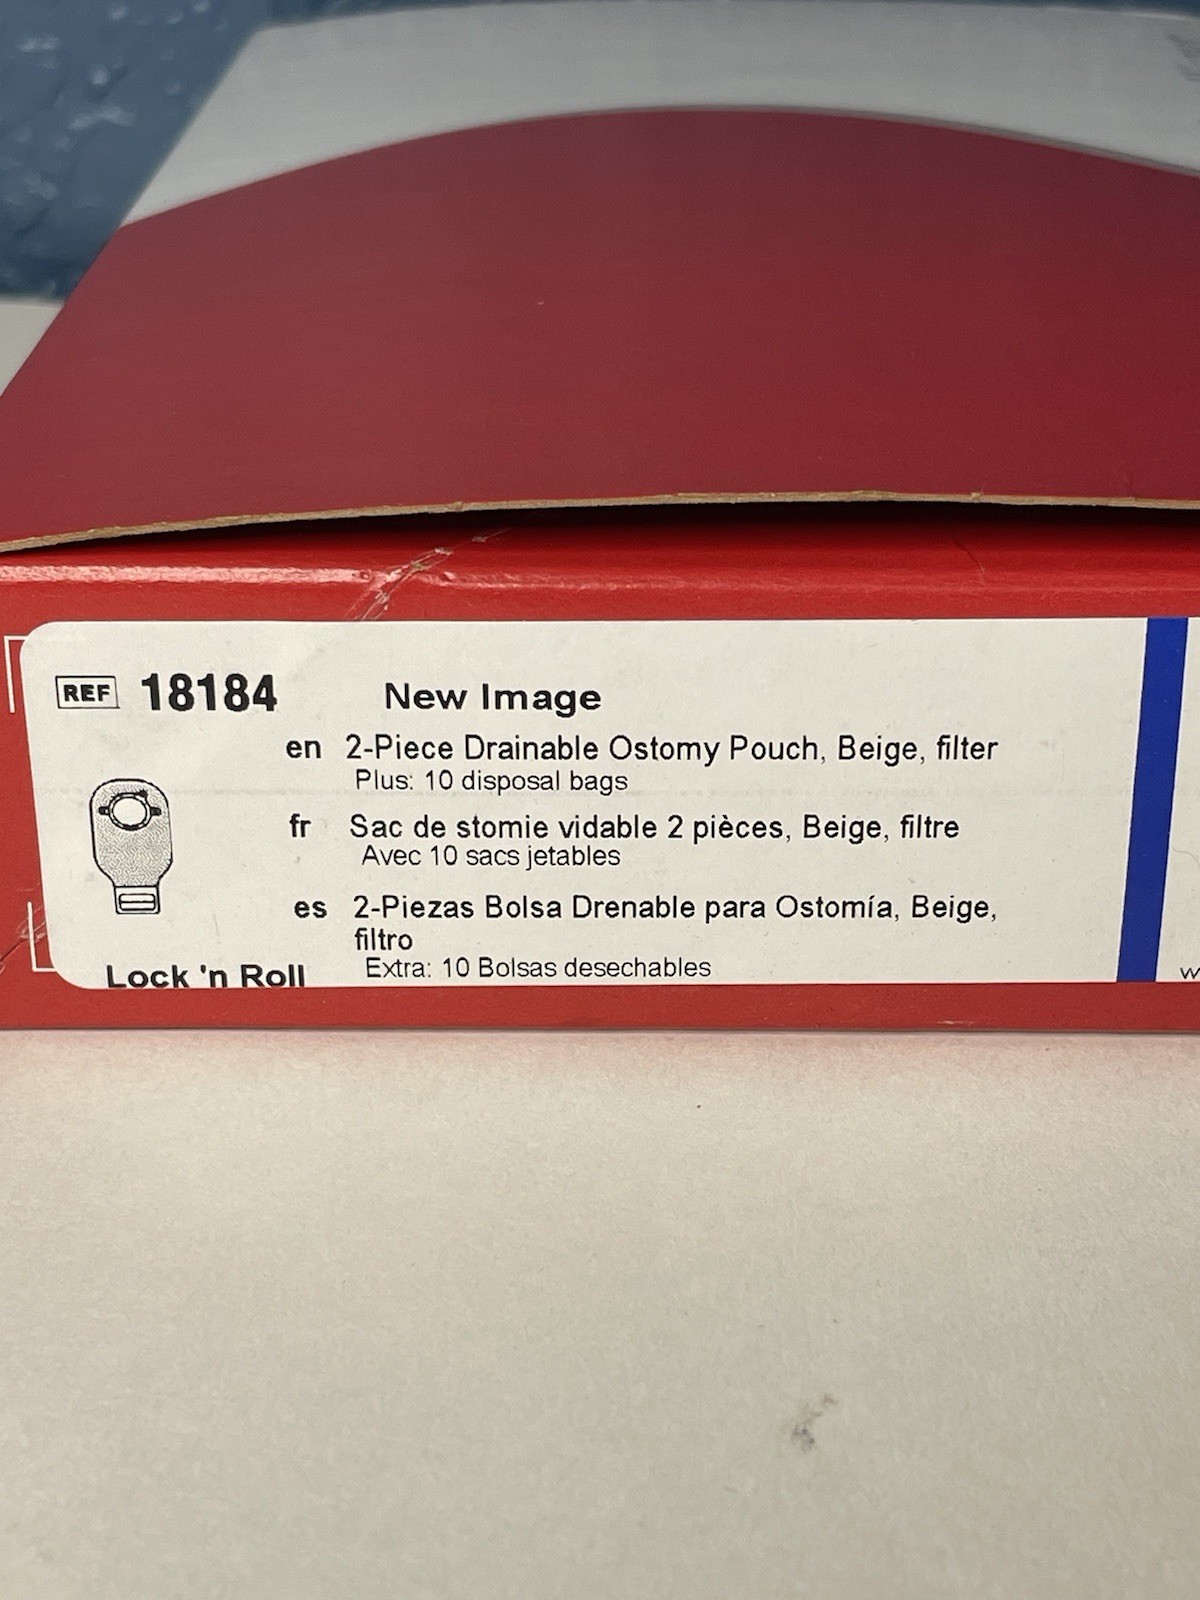 REF 18184 New Image
en 2-Piece Drainable Ostomy Pouch, Beige, filter
Plus: 10 disposal bags
fr Sac de stomie vidable 2 pièces, Beige, filtre
Avec 10 sacs jetables
es 2-Piezas Bolsa Drenable para Ostomía, Beige,
filtro
Extra: 10 Bolsas desechables
Lock 'n Roll